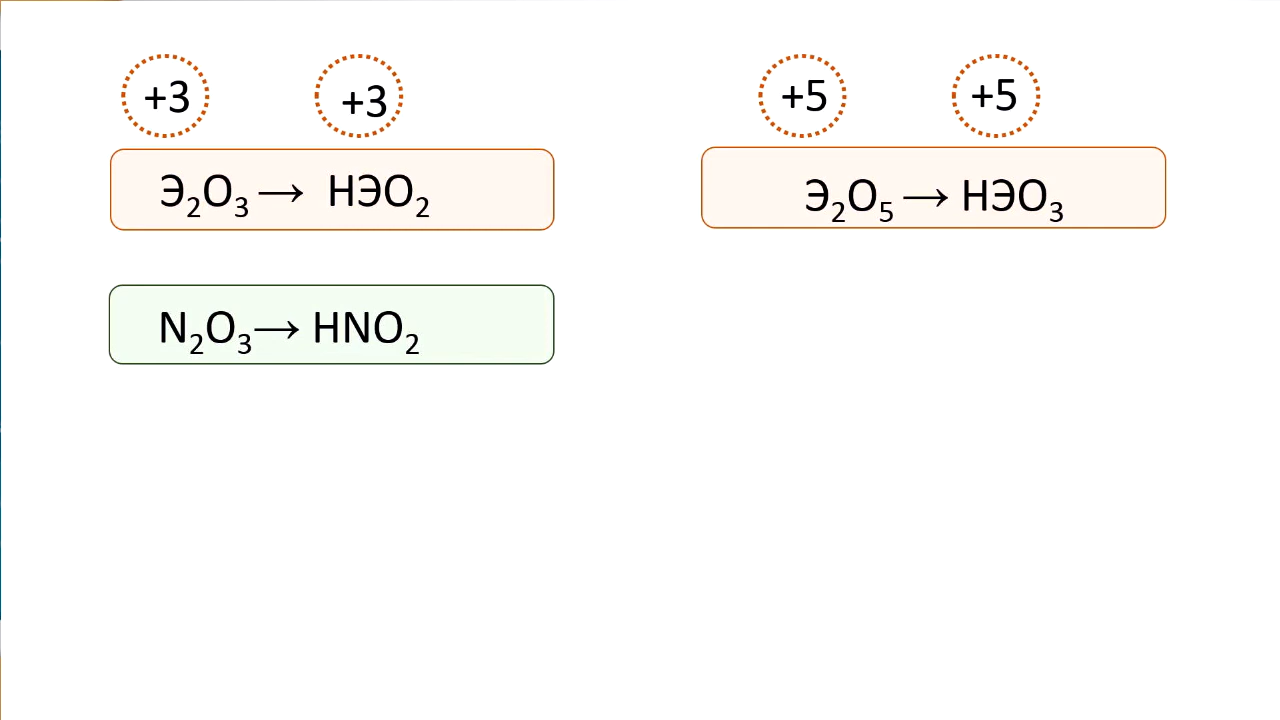 +3 +3
Э₂O₃ → HЭO₂
N₂O₃→ HNO₂
+5 +5
Э₂O₅ → HЭO₃